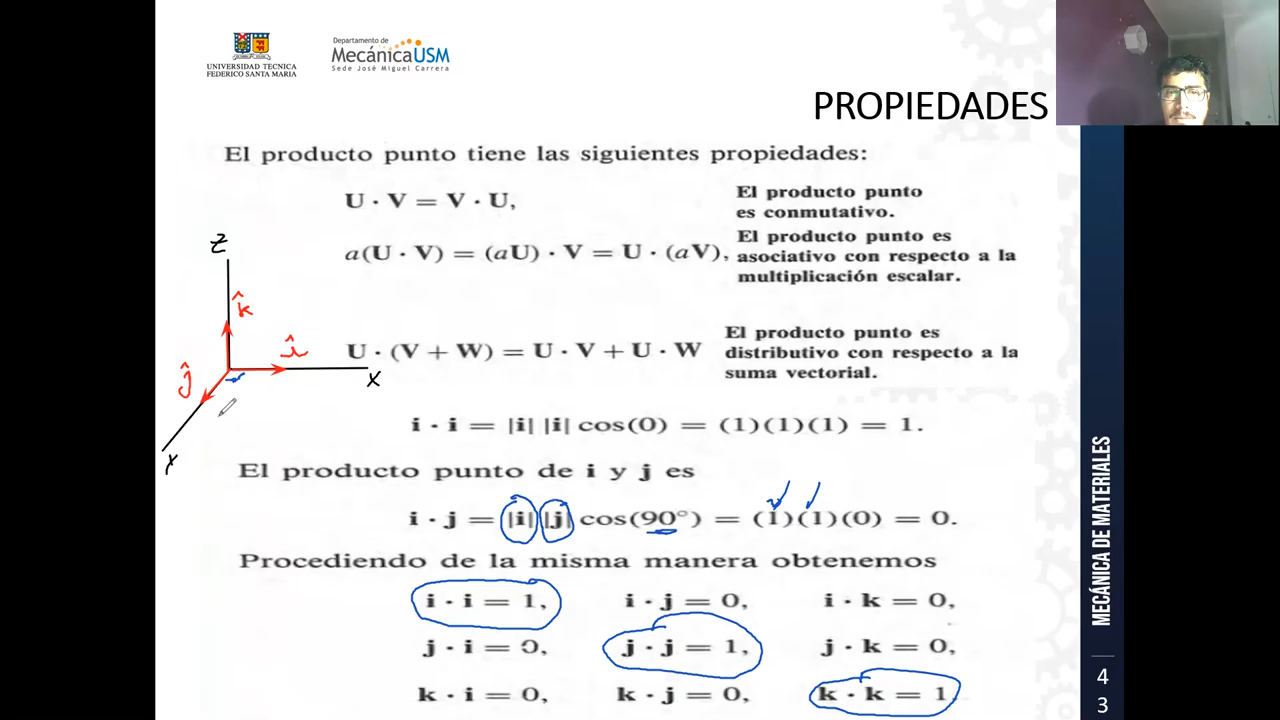 UNIVERSIDAD TECNICA
FEDERICO SANTA MARIA
Departamento de
MecánicaUSM
Sede José Miguel Carrera
PROPIEDADES
El producto punto tiene las siguientes propiedades:
U · V = V · U,
El producto punto
es conmutativo.
a(U · V) = (aU) · V = U · (aV),
El producto punto es
asociativo con respecto a la
multiplicación escalar.
U · (V + W) = U · V + U · W
El producto punto es
distributivo con respecto a la
suma vectorial.
z
k̂
î
ĵ
x
i · i = |i| |i| cos(0) = (1)(1)(1) = 1.
El producto punto de i y j es
i · j = |i| |j| cos(90°) = (1)(1)(0) = 0.
Procediendo de la misma manera obtenemos
i · i = 1, i · j = 0, i · k = 0,
j · i = 0, j · j = 1, j · k = 0,
k · i = 0, k · j = 0, k · k = 1.
MECÁNICA DE MATERIALES
4
3